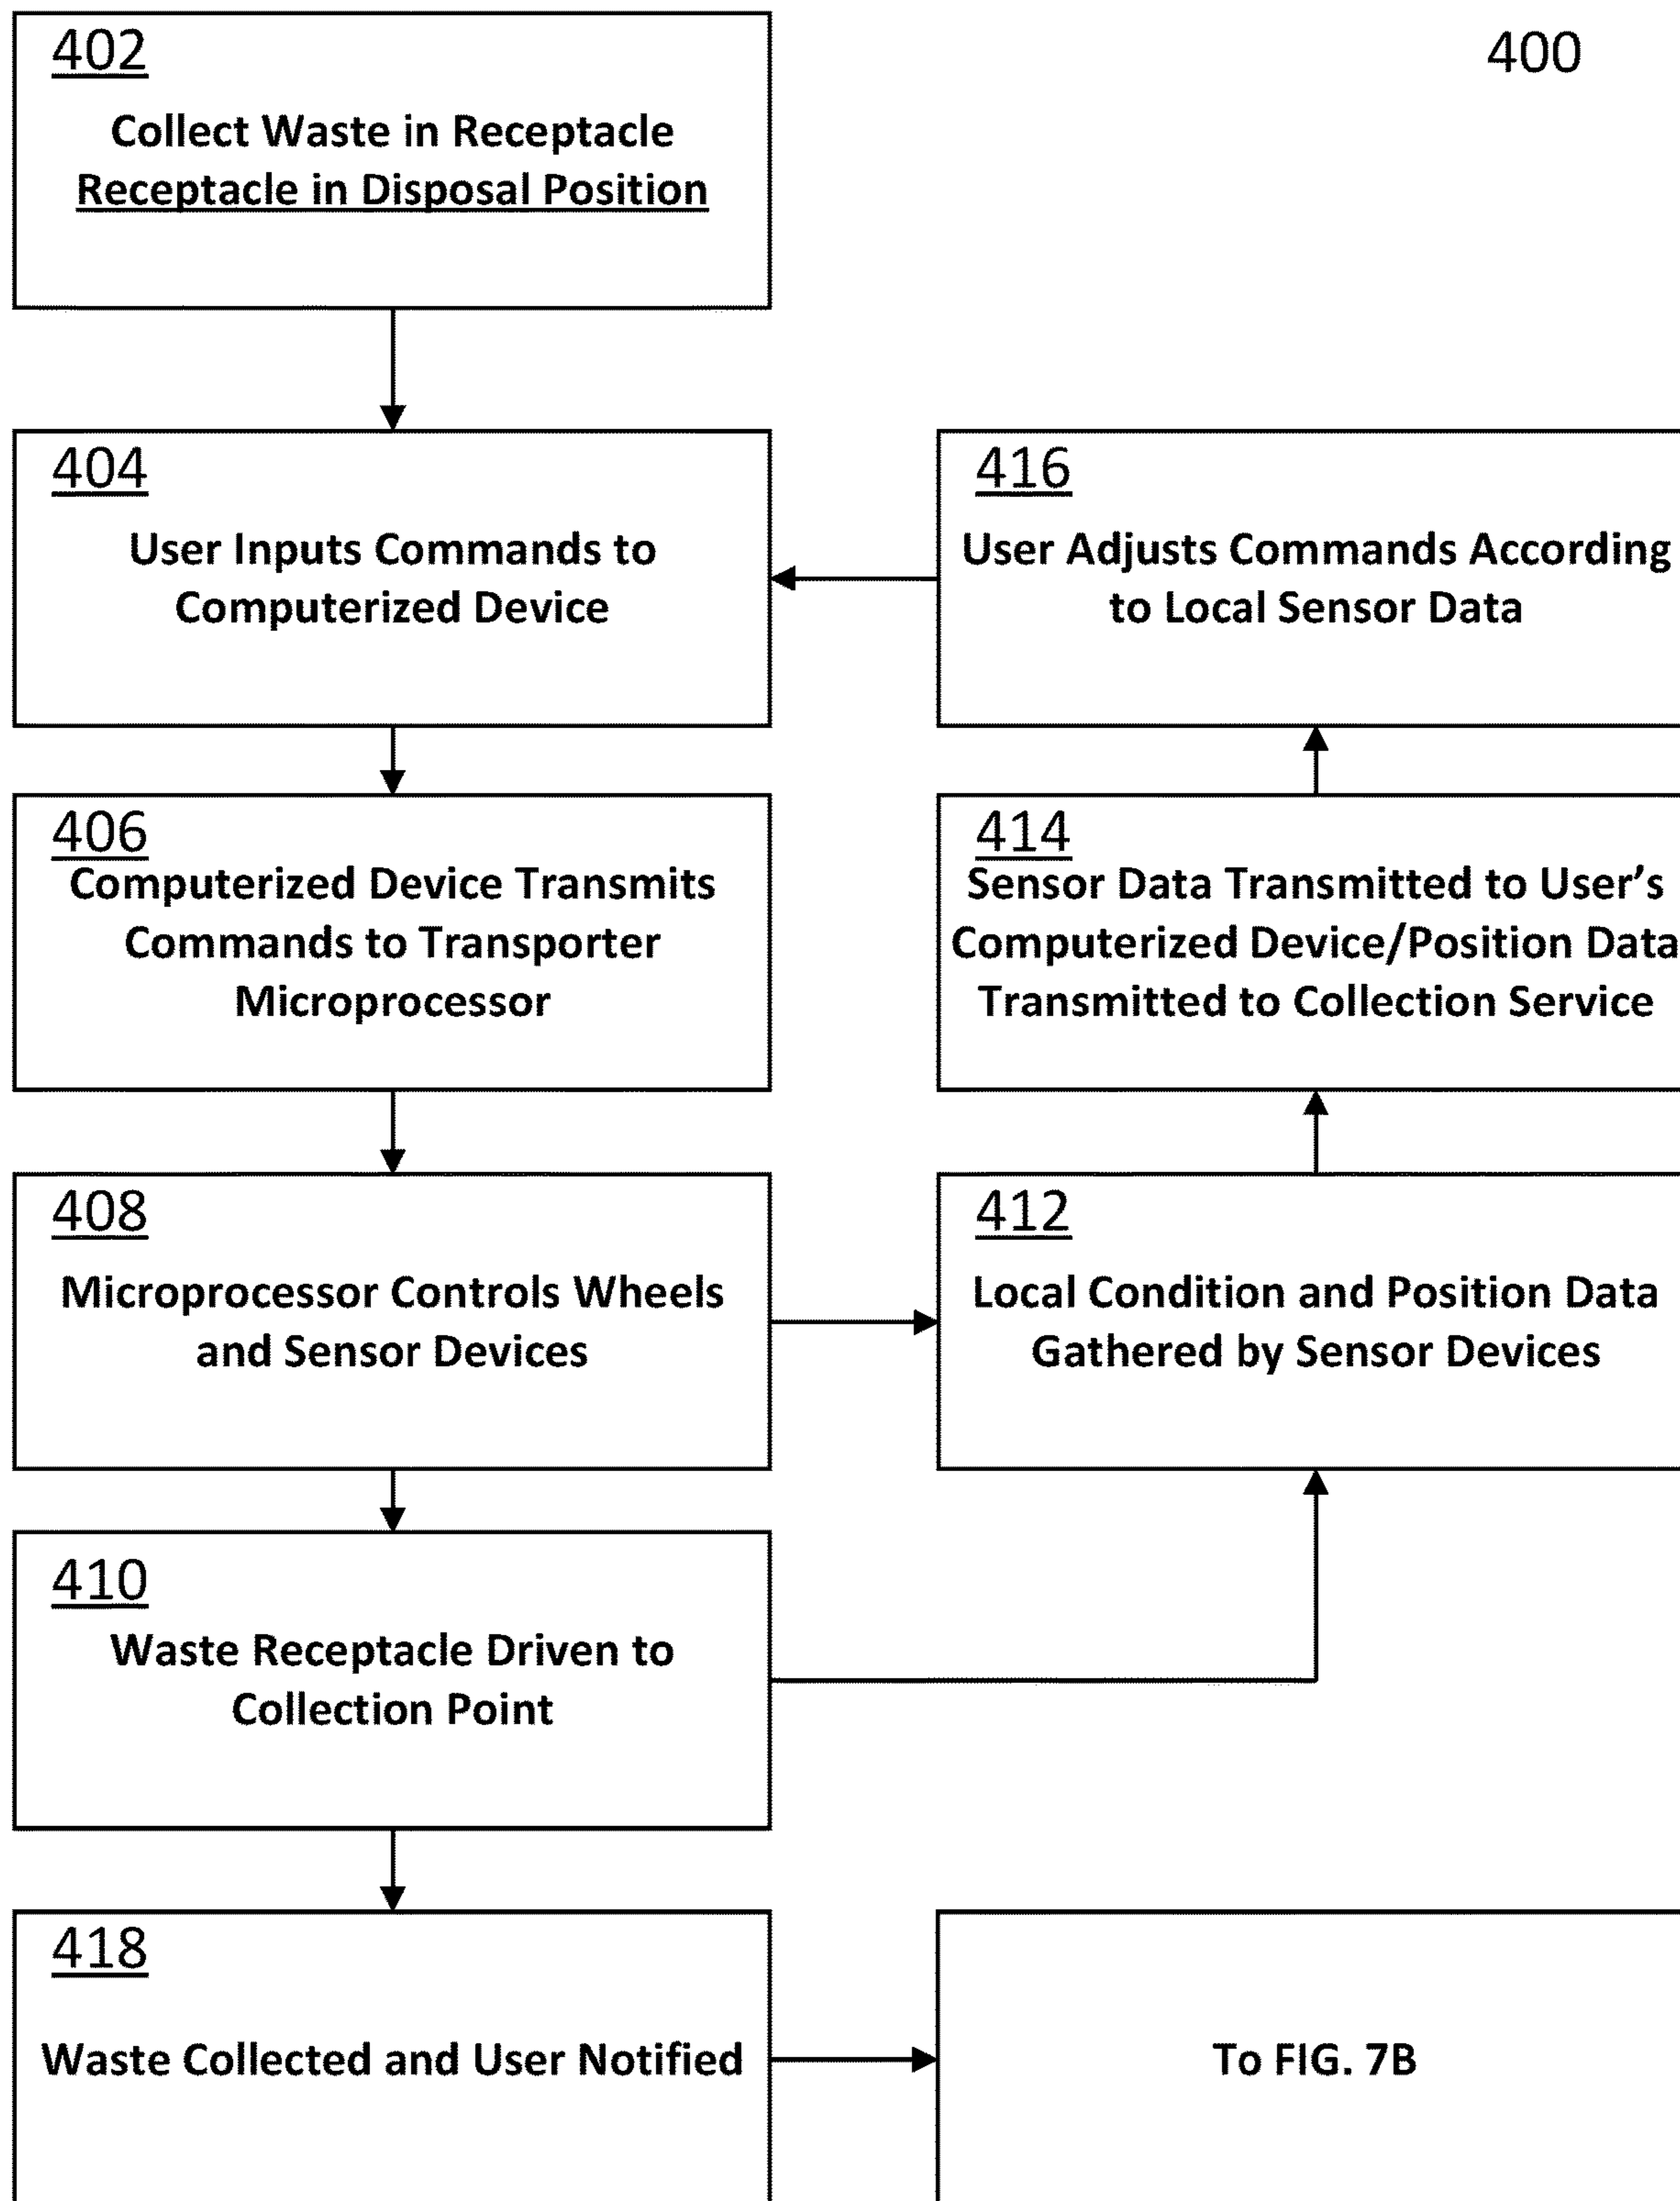 400
402
Collect Waste in Receptacle
Receptacle in Disposal Position
404
User Inputs Commands to
Computerized Device
416
User Adjusts Commands According
to Local Sensor Data
406
Computerized Device Transmits
Commands to Transporter
Microprocessor
414
Sensor Data Transmitted to User’s
Computerized Device/Position Data
Transmitted to Collection Service
408
Microprocessor Controls Wheels
and Sensor Devices
412
Local Condition and Position Data
Gathered by Sensor Devices
410
Waste Receptacle Driven to
Collection Point
418
Waste Collected and User Notified
To FIG. 7B